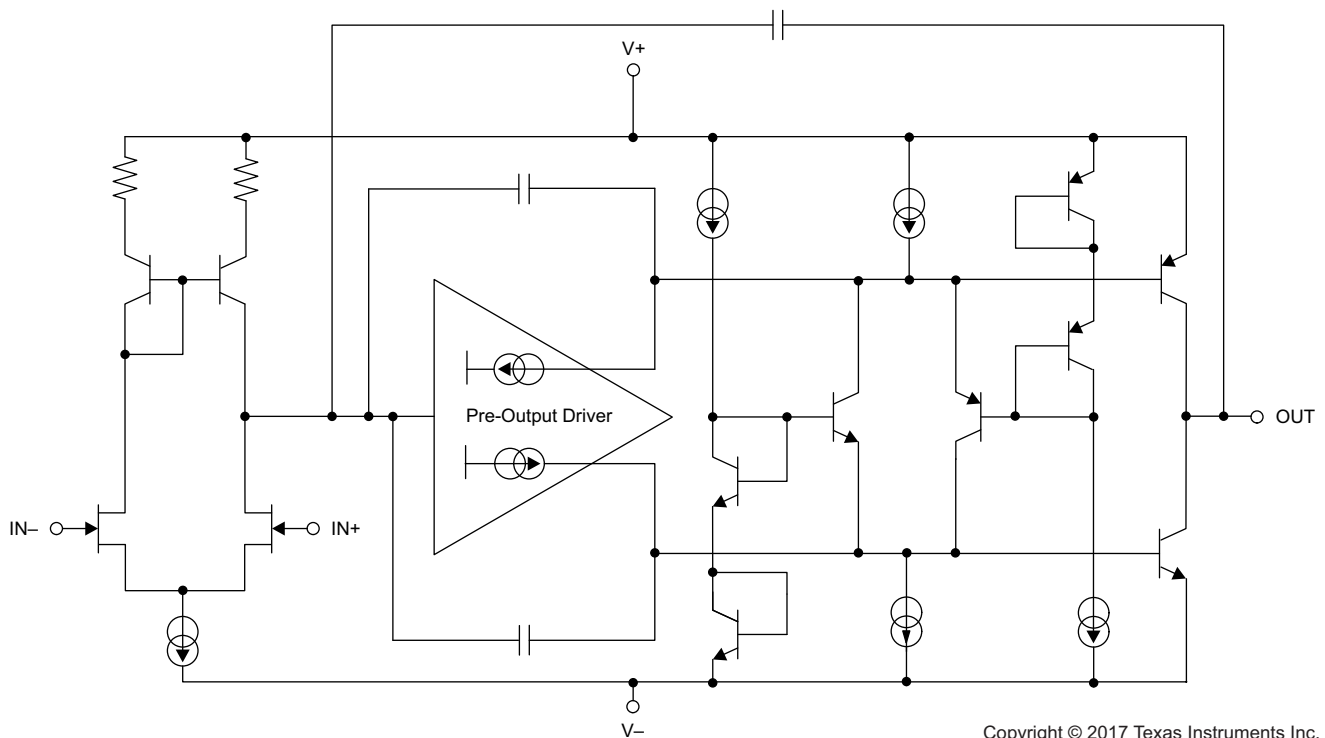 V+
Pre-Output Driver
OUT
IN–
IN+
V–
Copyright © 2017 Texas Instruments Inc.